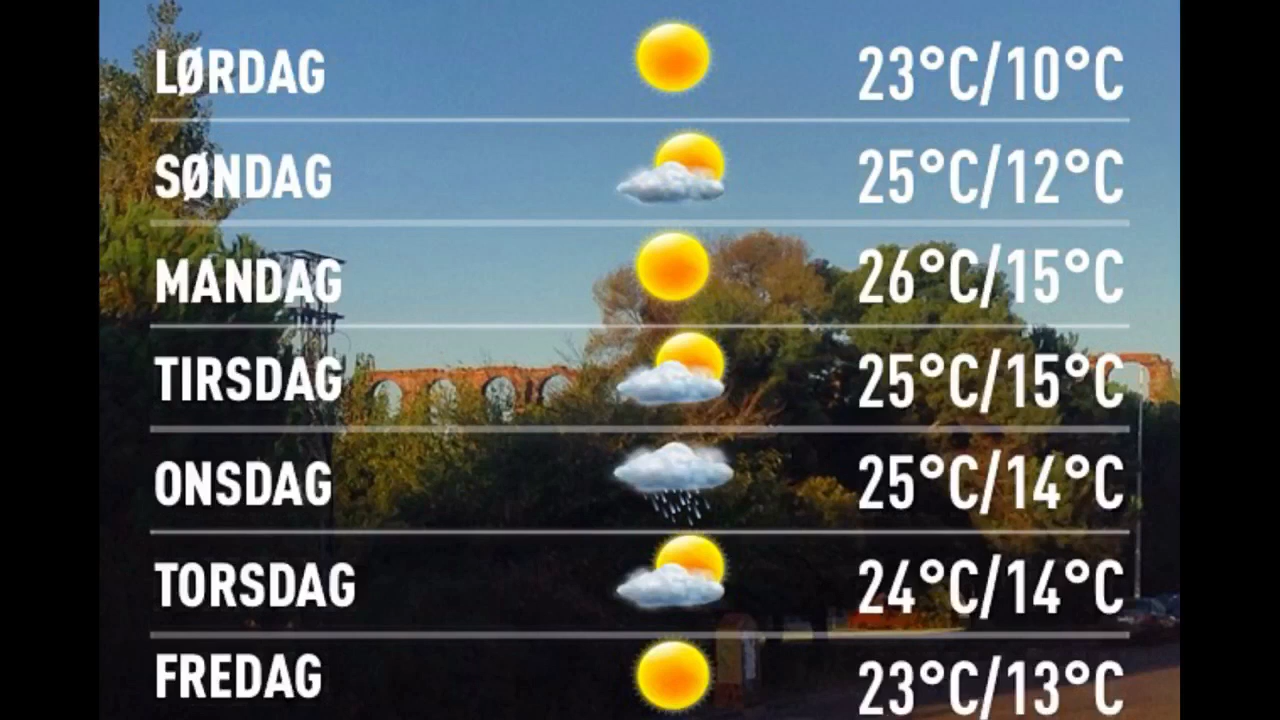 LØRDAG 23°C/10°C
SØNDAG 25°C/12°C
MANDAG 26°C/15°C
TIRSDAG 25°C/15°C
ONSDAG 25°C/14°C
TORSDAG 24°C/14°C
FREDAG 23°C/13°C